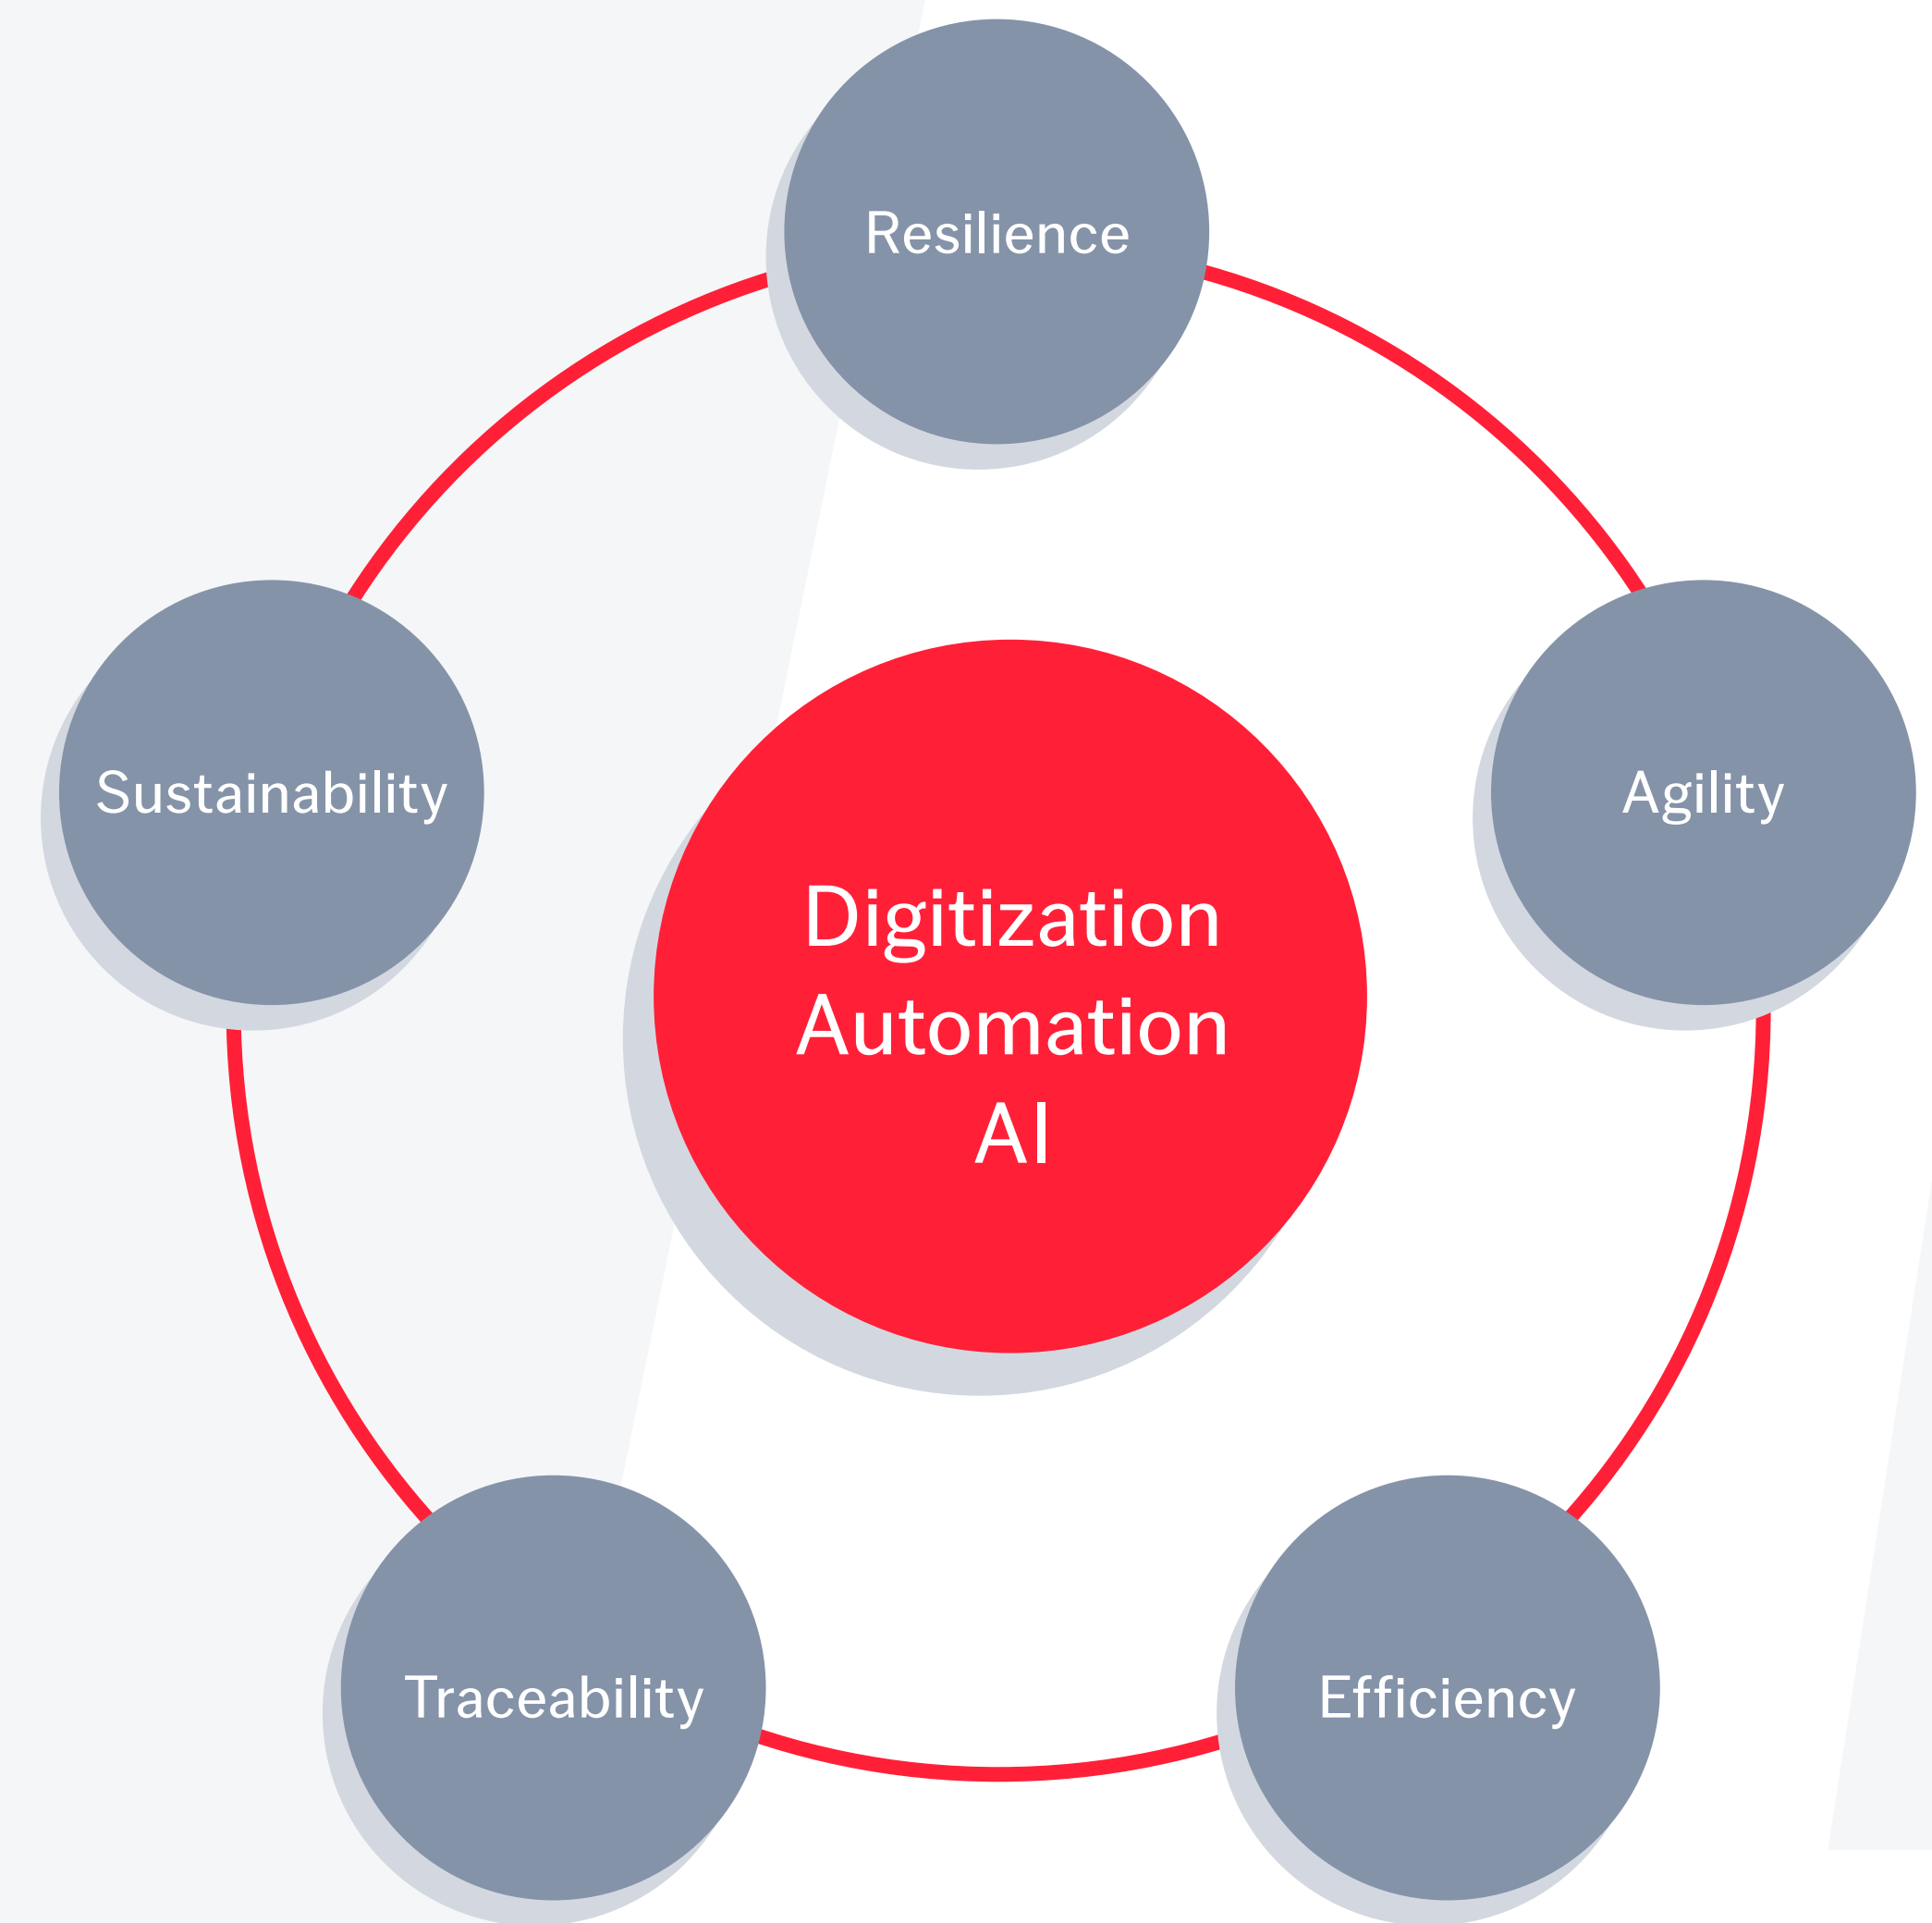 Resilience
Sustainability
Agility
Digitization
Automation
AI
Traceability
Efficiency